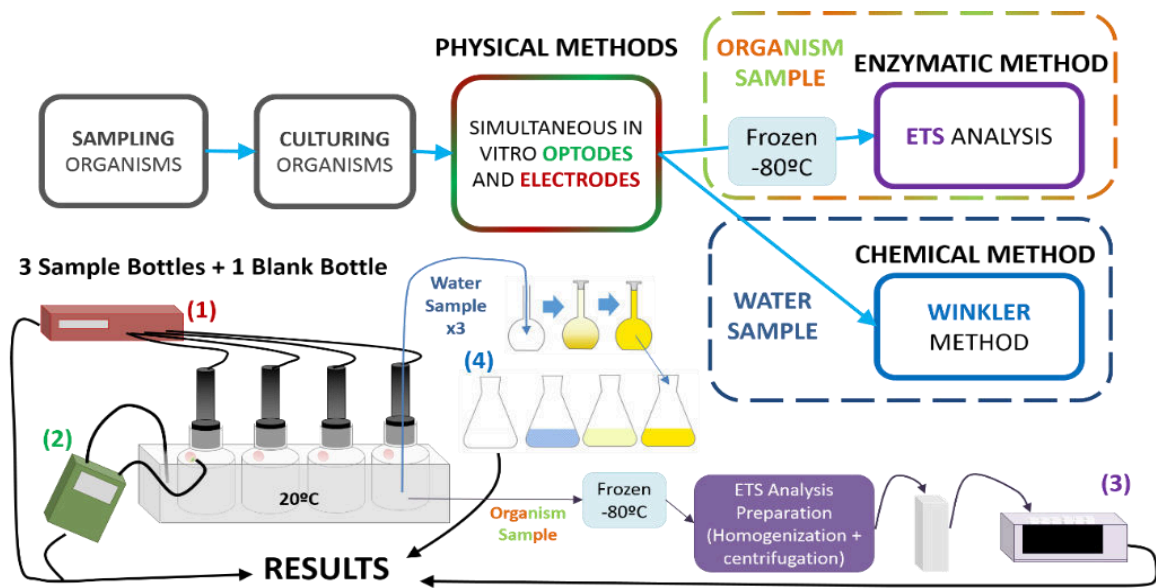 PHYSICAL METHODS
SAMPLING
ORGANISMS
CULTURING
ORGANISMS
SIMULTANEOUS IN
VITRO OPTODES
AND ELECTRODES
ORGANISM
SAMPLE
ENZYMATIC METHOD
Frozen
-80ºC
ETS ANALYSIS
CHEMICAL METHOD
WATER
SAMPLE
WINKLER
METHOD
3 Sample Bottles + 1 Blank Bottle
(1)
(2)
20ºC
Water
Sample
x3
(4)
Organism
Sample
Frozen
-80ºC
ETS Analysis
Preparation
(Homogenization +
centrifugation)
(3)
RESULTS